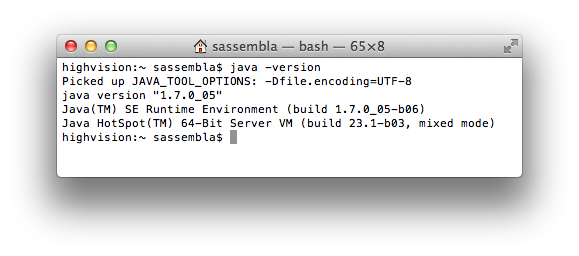 sassembla — bash — 65×8
highvision:~ sassembla$ java -version
Picked up JAVA_TOOL_OPTIONS: -Dfile.encoding=UTF-8
java version "1.7.0_05"
Java(TM) SE Runtime Environment (build 1.7.0_05-b06)
Java HotSpot(TM) 64-Bit Server VM (build 23.1-b03, mixed mode)
highvision:~ sassembla$